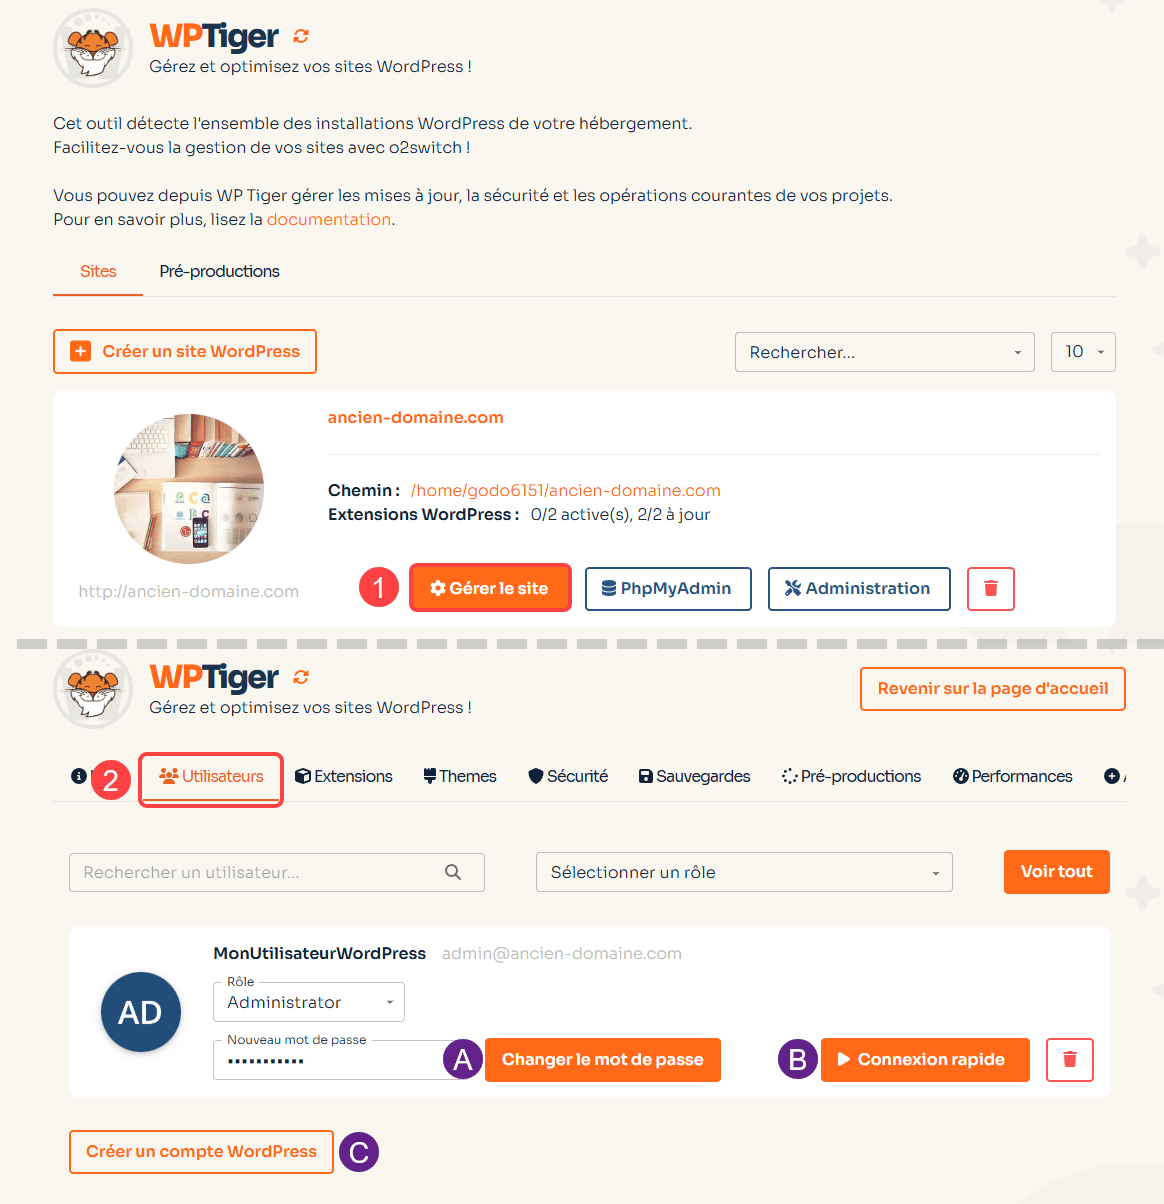 WPTiger
Gérez et optimisez vos sites WordPress !
Cet outil détecte l'ensemble des installations WordPress de votre hébergement.
Facilitez-vous la gestion de vos sites avec o2switch !
Vous pouvez depuis WP Tiger gérer les mises à jour, la sécurité et les opérations courantes de vos projets.
Pour en savoir plus, lisez la documentation.
Sites Pré-productions
Créer un site WordPress Rechercher... 10
ancien-domaine.com
Chemin : /home/godo6151/ancien-domaine.com
Extensions WordPress : 0/2 active(s), 2/2 à jour
http://ancien-domaine.com 1 Gérer le site PhpMyAdmin Administration
WPTiger
Gérez et optimisez vos sites WordPress !
Revenir sur la page d'accueil
2 Utilisateurs Extensions Themes Sécurité Sauvegardes Pré-productions Performances
Rechercher un utilisateur... Sélectionner un rôle Voir tout
MonUtilisateurWordPress admin@ancien-domaine.com
AD
Rôle
Administrator
Nouveau mot de passe
••••••••••• A Changer le mot de passe B Connexion rapide
Créer un compte WordPress C